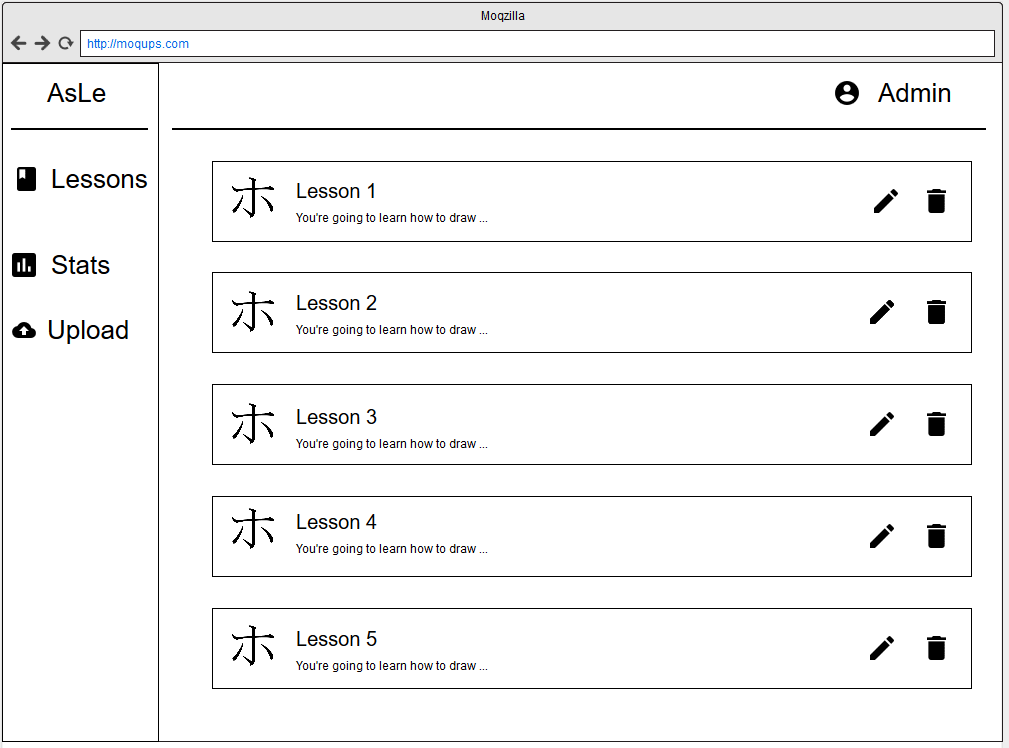 Moqzilla
http://moqups.com
AsLe
Admin
Lessons
Stats
Upload
ホ
Lesson 1
You're going to learn how to draw ...
ホ
Lesson 2
You're going to learn how to draw ...
ホ
Lesson 3
You're going to learn how to draw ...
ホ
Lesson 4
You're going to learn how to draw ...
ホ
Lesson 5
You're going to learn how to draw ...